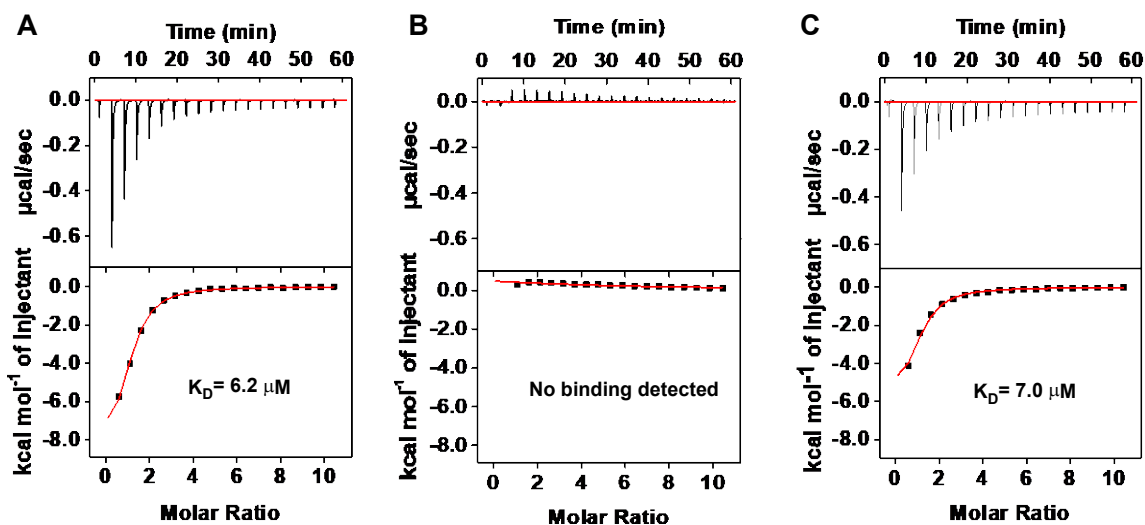 A
Time (min)
0 10 20 30 40 50 60
0.0
-0.2
-0.4
-0.6
µcal/sec
0.0
-2.0
-4.0
-6.0
-8.0
kcal mol⁻¹ of Injectant
K_D= 6.2 µM
0 2 4 6 8 10
Molar Ratio
B
Time (min)
0 10 20 30 40 50 60
0.0
-0.2
-0.4
-0.6
µcal/sec
0.0
-2.0
-4.0
-6.0
-8.0
kcal mol⁻¹ of Injectant
No binding detected
0 2 4 6 8 10
Molar Ratio
C
Time (min)
0 10 20 30 40 50 60
0.0
-0.2
-0.4
-0.6
µcal/sec
0.0
-2.0
-4.0
-6.0
-8.0
kcal mol⁻¹ of Injectant
K_D= 7.0 µM
0 2 4 6 8 10
Molar Ratio